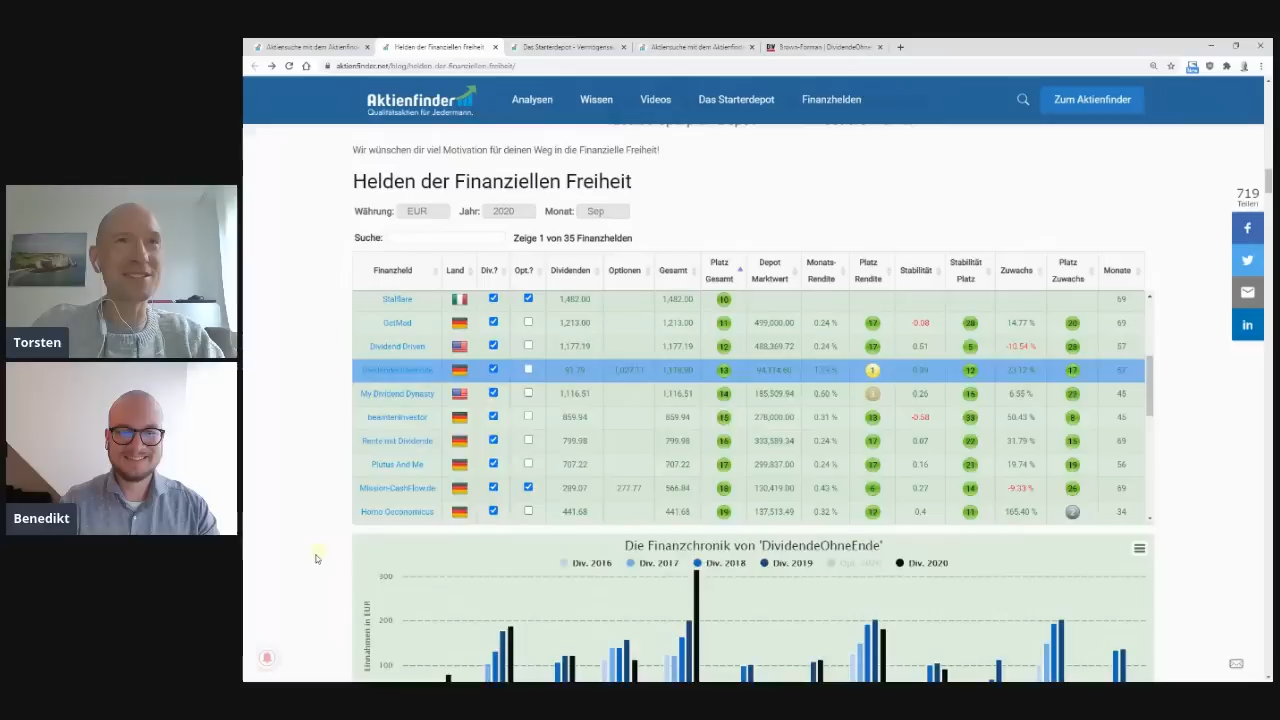 Aktiensuche mit dem Aktienfind
Helden der Finanziellen Freiheit
Das Starterdepot - Vermögensa
Aktiensuche mit dem Aktienfind
Brown-Forman | DividendeOhne
aktienfinder.net/blog/helden-der-finanziellen-freiheit/
Aktienfinder
Qualitätsaktien für Jedermann.
Analysen
Wissen
Videos
Das Starterdepot
Finanzhelden
Zum Aktienfinder
Wir wünschen dir viel Motivation für deinen Weg in die Finanzielle Freiheit!
Helden der Finanziellen Freiheit
Währung: EUR Jahr: 2020 Monat: Sep
Suche: Zeige 1 von 35 Finanzhelden
Finanzheld Land Div.? Opt.? Dividenden Optionen Gesamt Platz Gesamt Depot Marktwert Monats-Rendite Platz Rendite Stabilität Stabilität Platz Zuwachs Platz Zuwachs Monate
Stalflare 1,482.00 1,482.00 10 69
GetMad 1,213.00 1,213.00 11 499,000.00 0.24 % 17 -0.08 28 14.77 % 20 69
Dividend Driven 1,177.19 1,177.19 12 488,369.72 0.24 % 17 0.51 5 -10.54 % 28 57
13 1 12 17
My Dividend Dynasty 1,116.51 1,116.51 14 185,509.94 0.60 % 3 0.26 15 6.55 % 22 45
beamteninvestor 859.94 859.94 15 278,000.00 0.31 % 13 -0.58 33 50.43 % 8 46
Rente mit Dividende 799.98 799.98 16 333,589.34 0.24 % 17 0.07 22 31.79 % 15 69
Plutus And Me 707.22 707.22 17 299,837.00 0.24 % 17 0.16 21 19.74 % 19 56
Mission-Cashflow.de 289.07 277.77 566.84 18 130,419.00 0.43 % 6 0.27 14 -9.33 % 26 69
Homo Oeconomicus 441.68 441.68 19 137,513.49 0.32 % 12 0.4 11 165.40 % 2 34
Die Finanzchronik von 'DividendeOhneEnde'
Div. 2016 Div. 2017 Div. 2018 Div. 2019 Div. 2020
Einnahmen in EUR
300
200
100
719
Teilen
Torsten
Benedikt